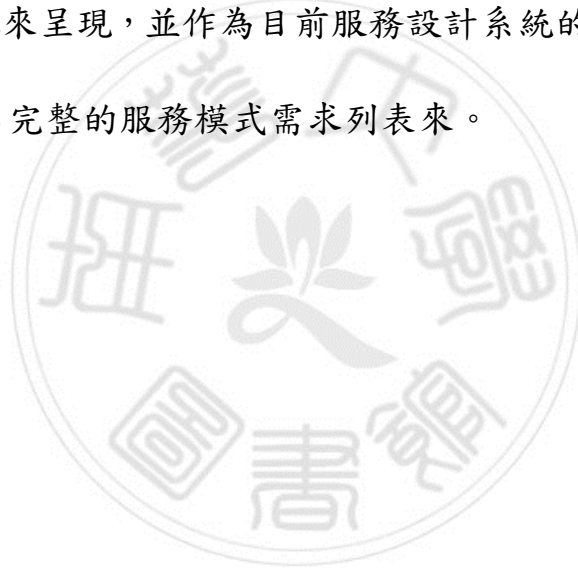 來呈現，並作為目前服務設計系統的
完整的服務模式需求列表來。
書